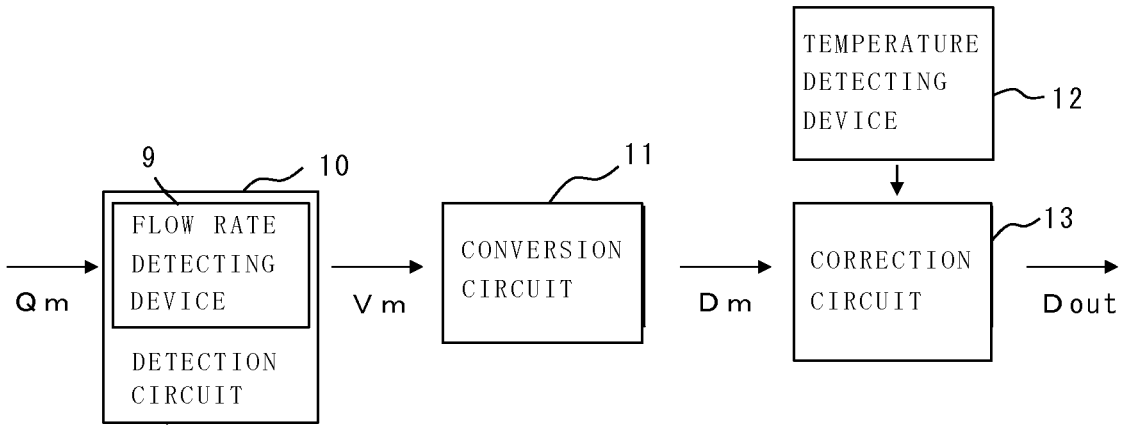 TEMPERATURE
DETECTING
DEVICE
12
9
10
11
13
FLOW RATE
DETECTING
DEVICE
DETECTION
CIRCUIT
CONVERSION
CIRCUIT
CORRECTION
CIRCUIT
Qm
Vm
Dm
Dout